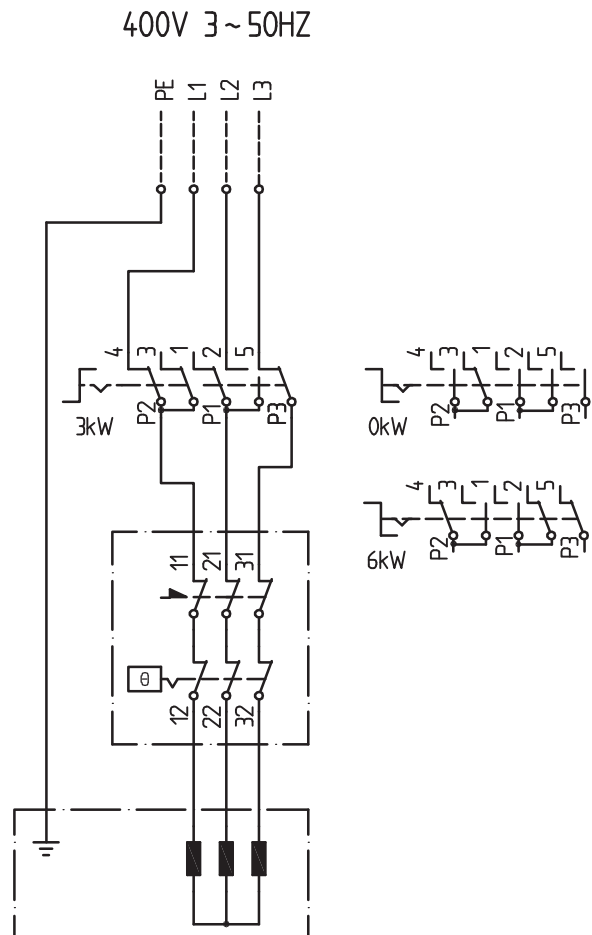 400V 3~50HZ
PE L1 L2 L3
4 3 1 2 5
3kW P2 P1 P3
4 3 1 2 5
0kW P2 P1 P3
4 3 1 2 5
6kW P2 P1 P3
11 21 31
θ
12 22 32